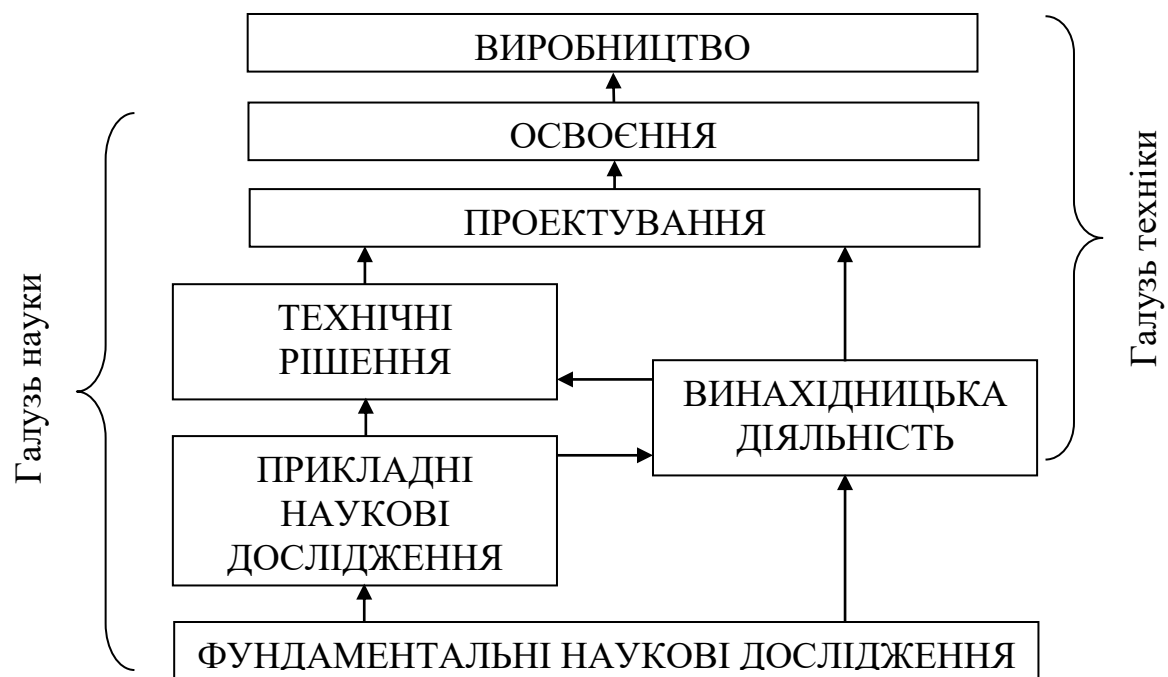 ВИРОБНИЦТВО
ОСВОЄННЯ
ПРОЕКТУВАННЯ
ТЕХНІЧНІ
РІШЕННЯ
ВИНАХІДНИЦЬКА
ДІЯЛЬНІСТЬ
ПРИКЛАДНІ
НАУКОВІ
ДОСЛІДЖЕННЯ
ФУНДАМЕНТАЛЬНІ НАУКОВІ ДОСЛІДЖЕННЯ
Галузь науки
Галузь техніки